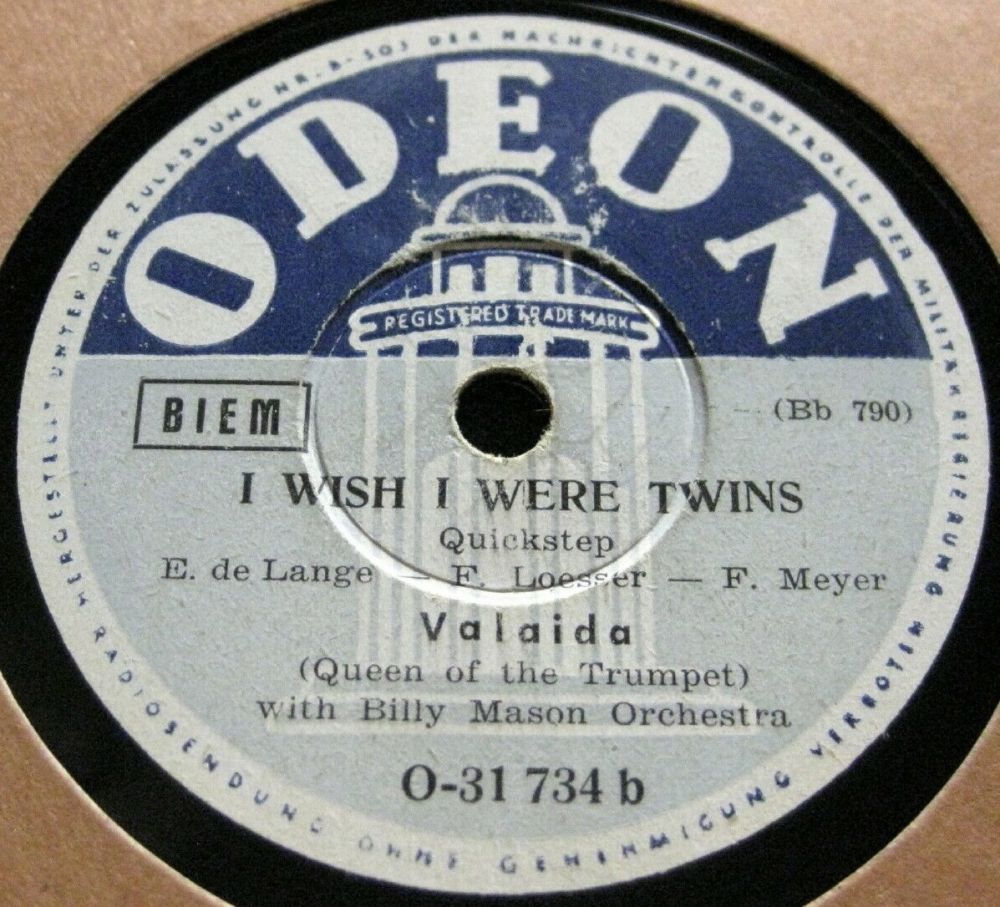 HERGESTELLT UNTER DER ZULASSUNG NR. B-503 DER NACHRICHTENKONTROLLE DER MILITÄRREGIERUNG
RADIOSENDUNG OHNE GENEHMIGUNG VERBOTEN
ODEON
REGISTERED TRADE MARK
BIEM
(Bb 790)
I WISH I WERE TWINS
Quickstep
E. de Lange — F. Loesser — F. Meyer
Valaida
(Queen of the Trumpet)
with Billy Mason Orchestra
O-31 734 b